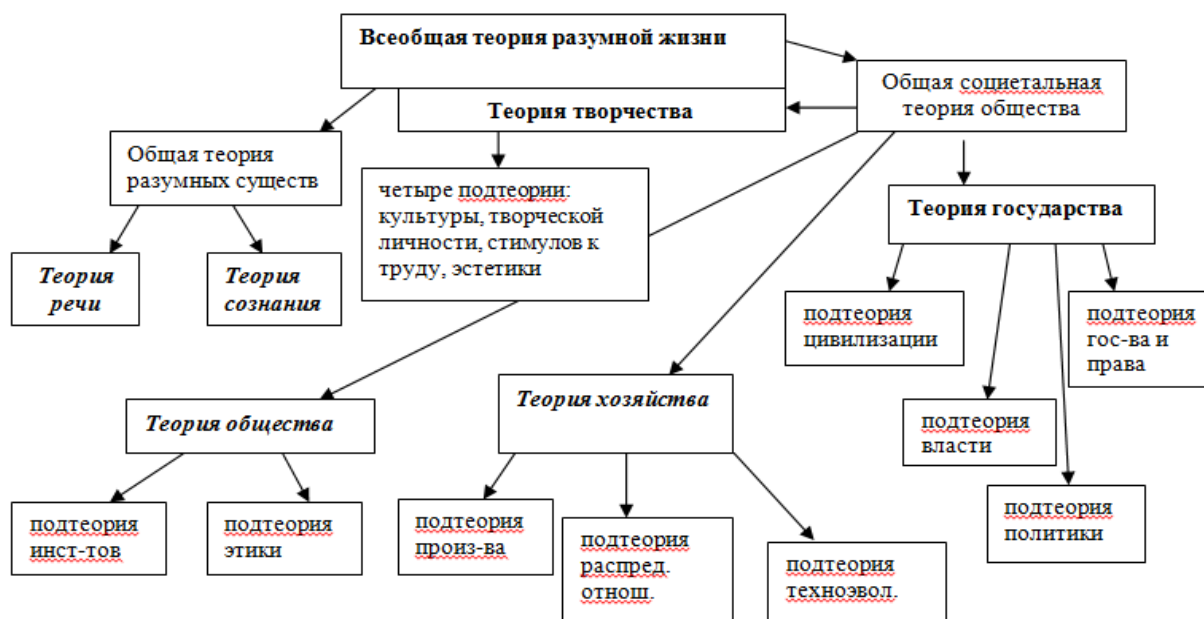 Всеобщая теория разумной жизни
Общая социетальная
теория общества
Теория творчества
Общая теория
разумных существ
четыре подтеории:
культуры, творческой
личности, стимулов к
труду, эстетики
Теория государства
Теория
речи
Теория
сознания
подтеория
цивилизации
подтеория
гос-ва и
права
Теория общества
Теория хозяйства
подтеория
власти
подтеория
инст-тов
подтеория
этики
подтеория
произ-ва
подтеория
распред.
отнош.
подтеория
техноэвол.
подтеория
политики